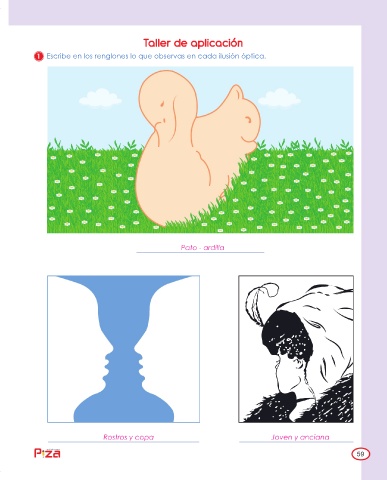 Taller de aplicación
1 Escribe en los renglones lo que observas en cada ilusión óptica.
Pato - ardilla
Rostros y copa
Joven y anciana
Piza
59